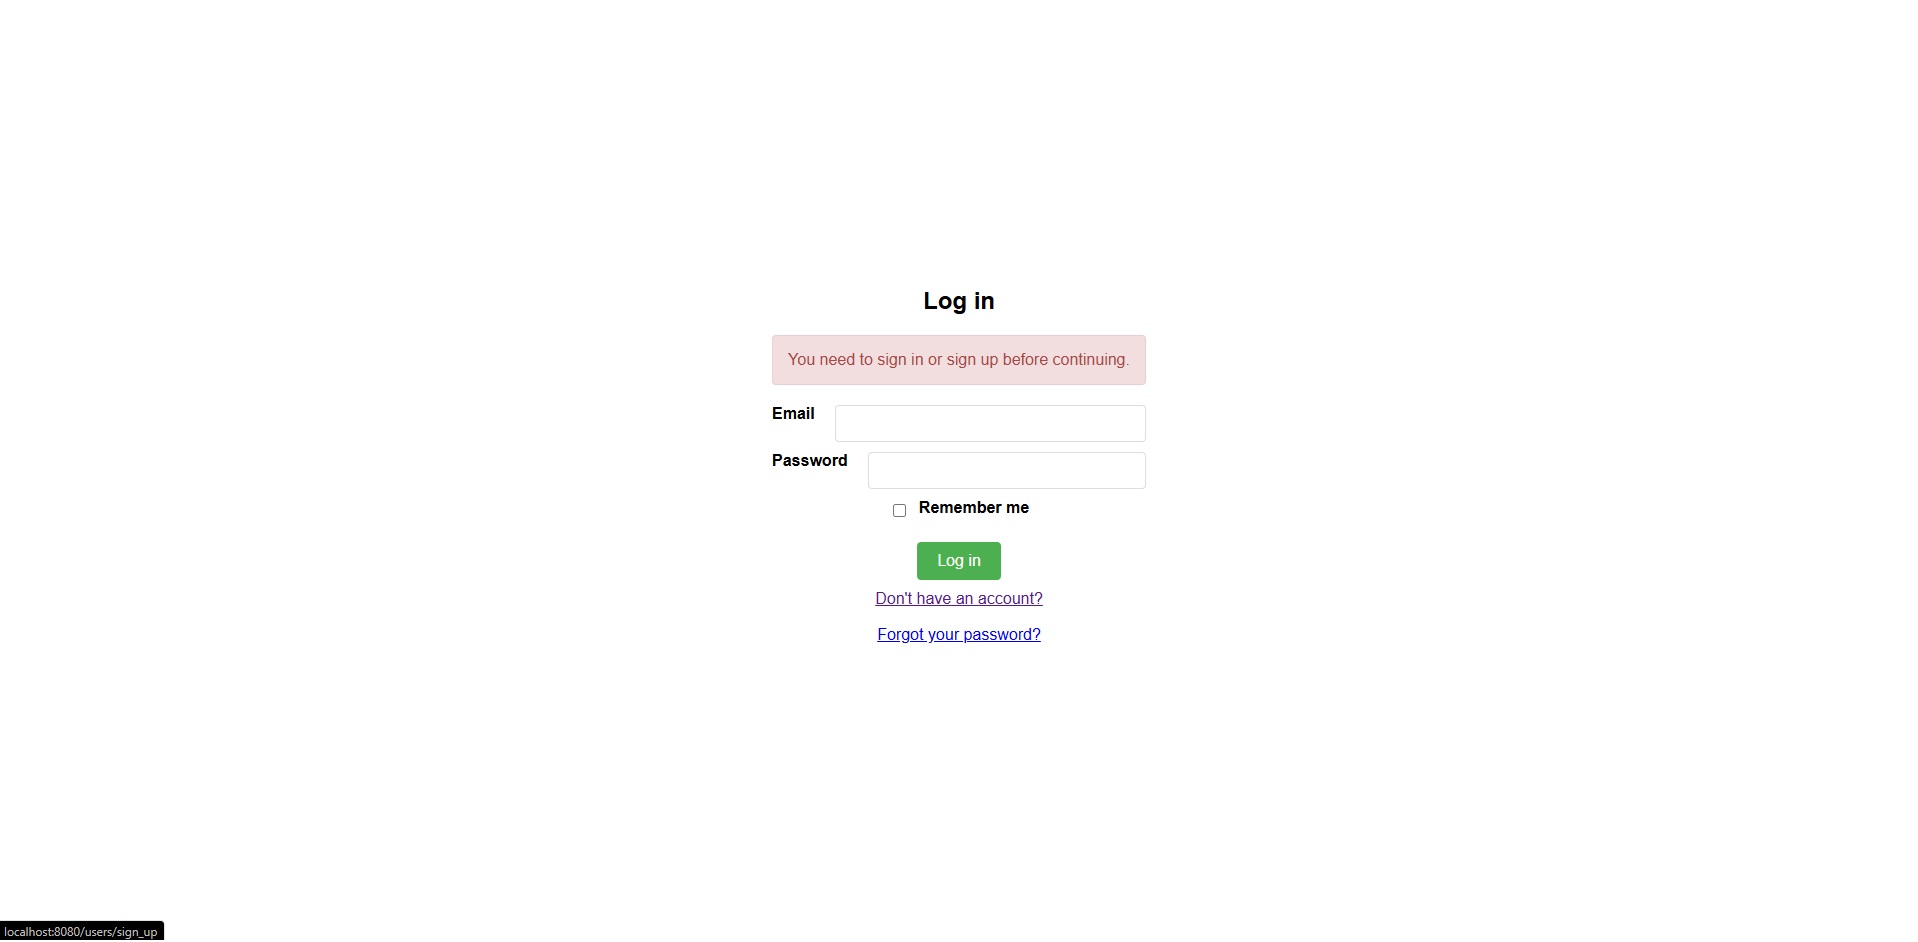 Log in
You need to sign in or sign up before continuing.
Email
Password
Remember me
Log in
Don't have an account?
Forgot your password?
localhost:8080/users/sign_up